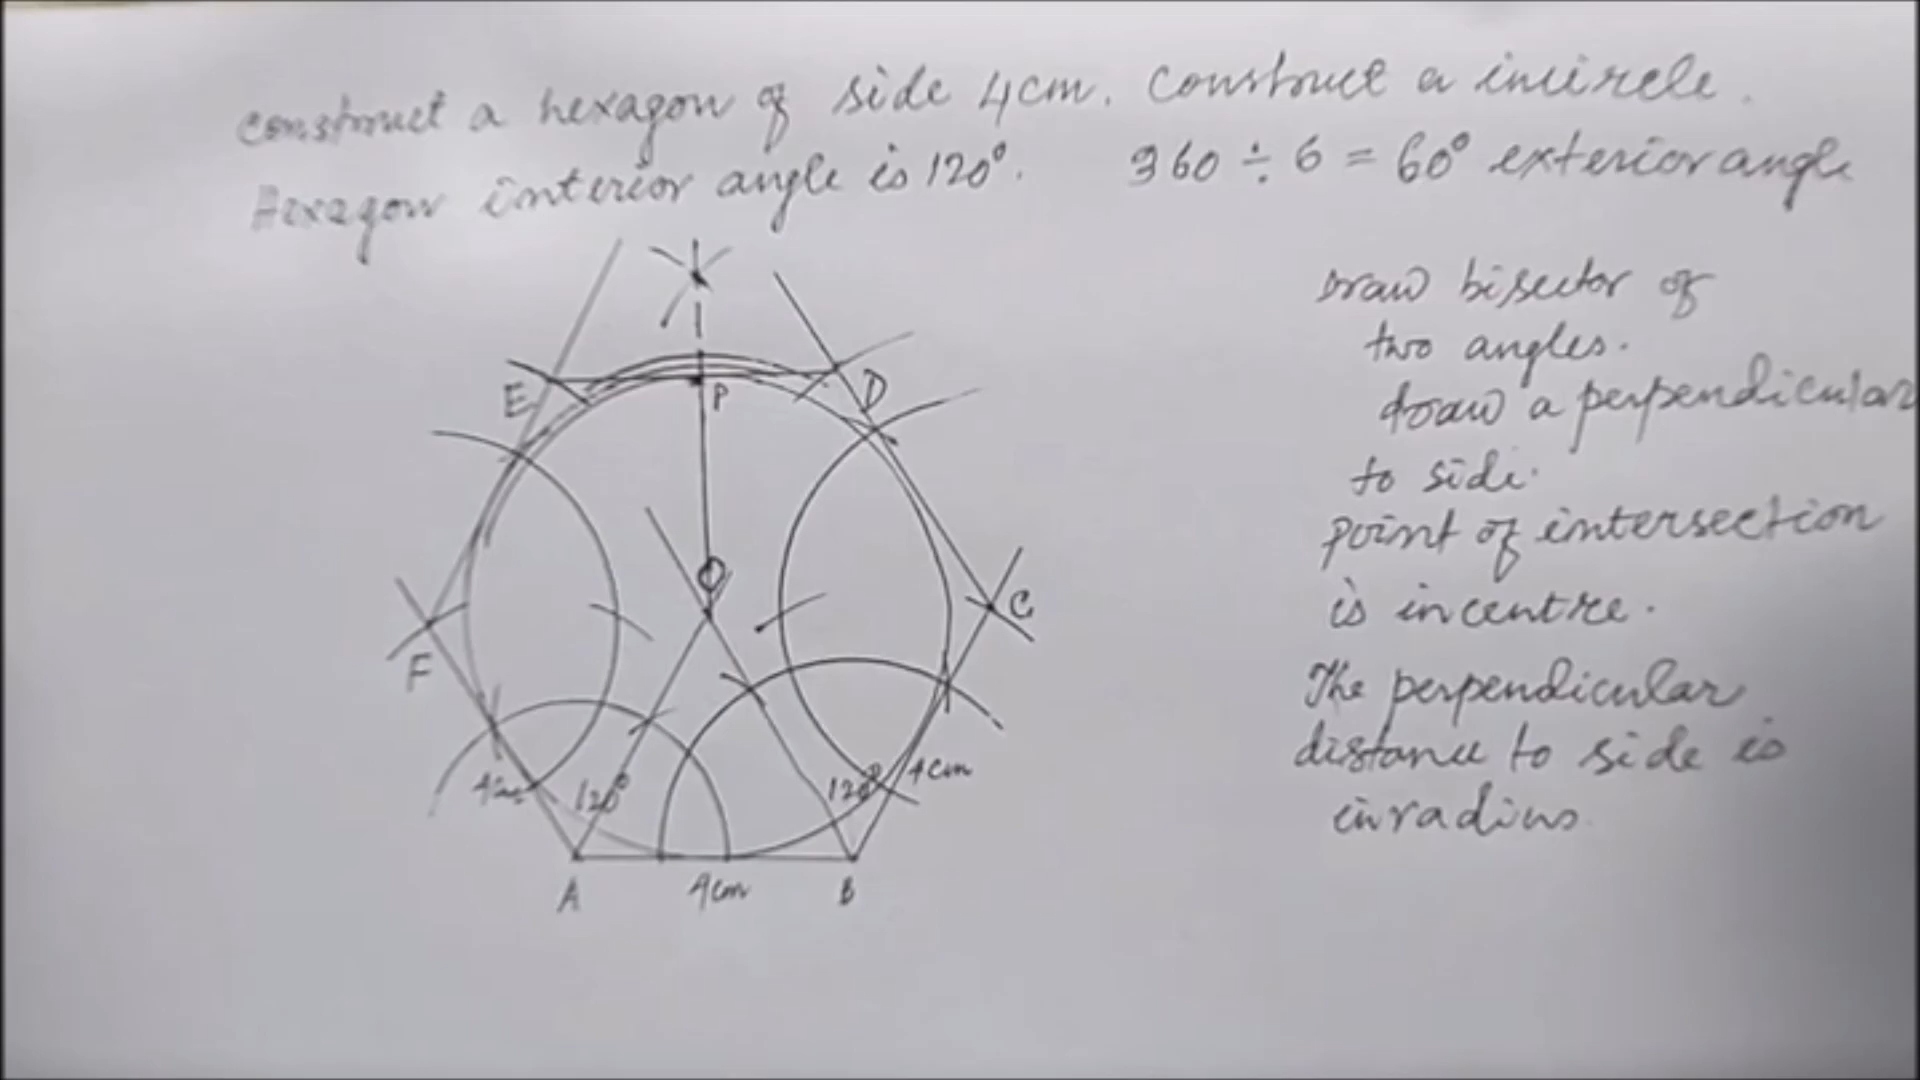 construct a hexagon of side 4cm. Construct a incircle.
Hexagon interior angle is 120°. 360 ÷ 6 = 60° exterior angle
Draw bisector of
two angles.
draw a perpendicular
to side.
point of intersection
is incentre.
The perpendicular
distance to side is
inradius
E
P
D
O
C
F
4cm
120°
120°
4cm
A
4cm
B